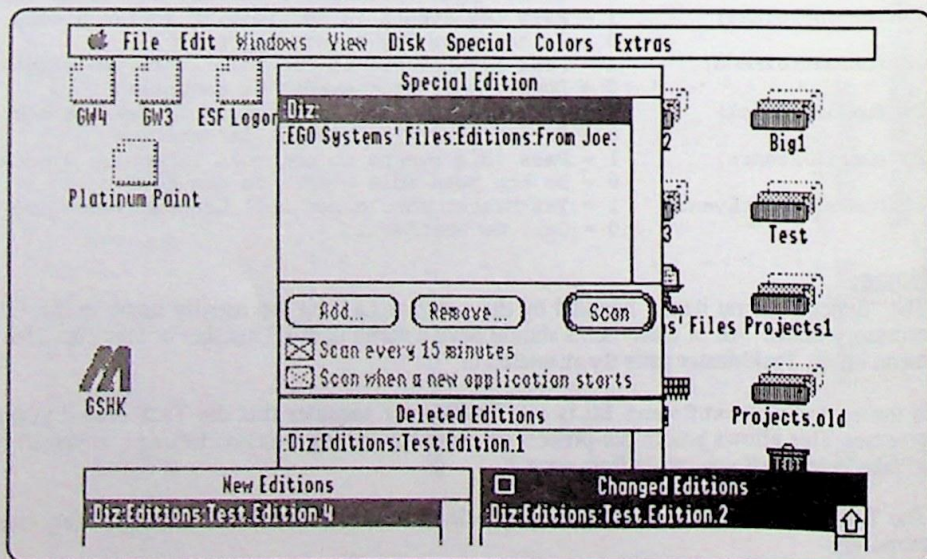 File Edit Windows View Disk Special Colors Extras
GW4 GW3 ESF Logon
Platinum Paint
GSHK
Special Edition
Diz:
:EGO Systems' Files:Editions:From Joe:
Add... Remove... Scan
Scan every 15 minutes
Scan when a new application starts
Deleted Editions
Diz:Editions:Test.Edition.1
New Editions
Diz:Editions:Test.Edition.4
Changed Editions
Diz:Editions:Test.Edition.2
2 Big1
3 Test
s' Files Projects1
Projects.old